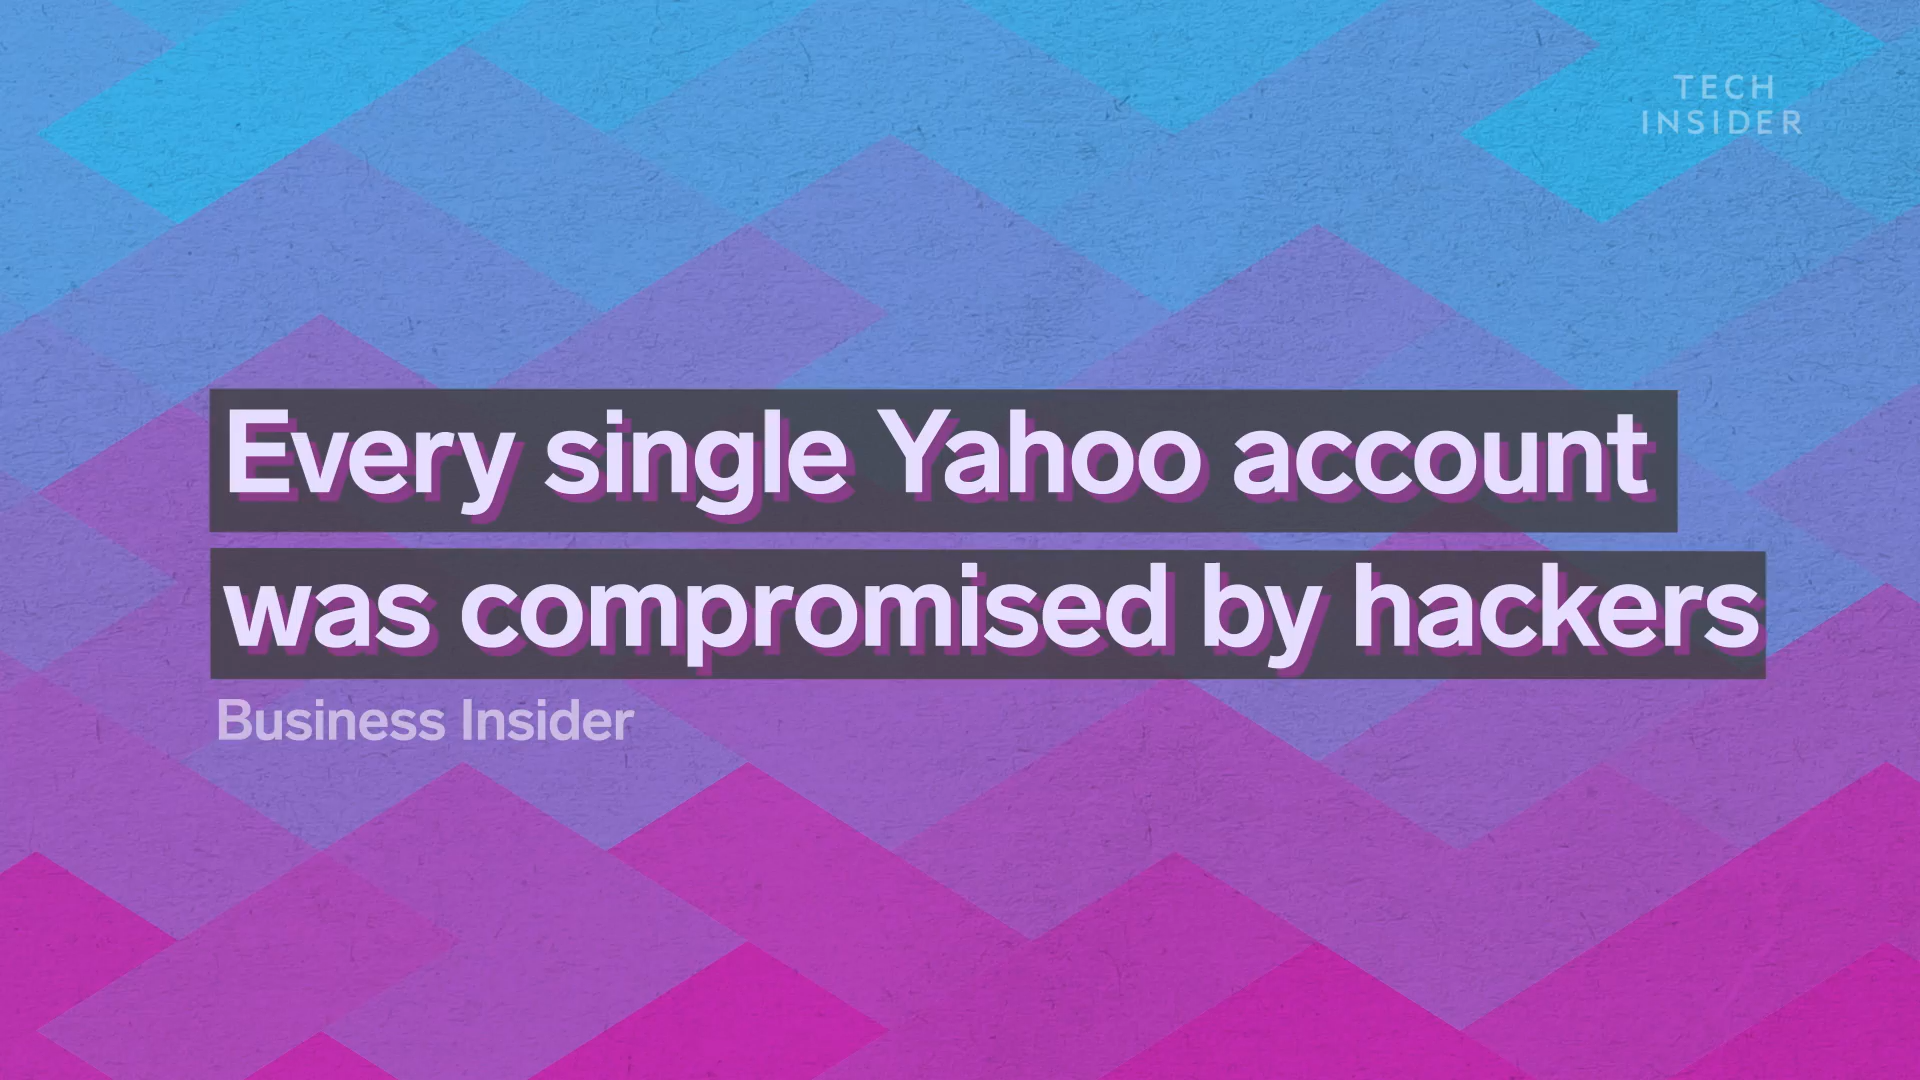 TECH
INSIDER
Every single Yahoo account
was compromised by hackers
Business Insider